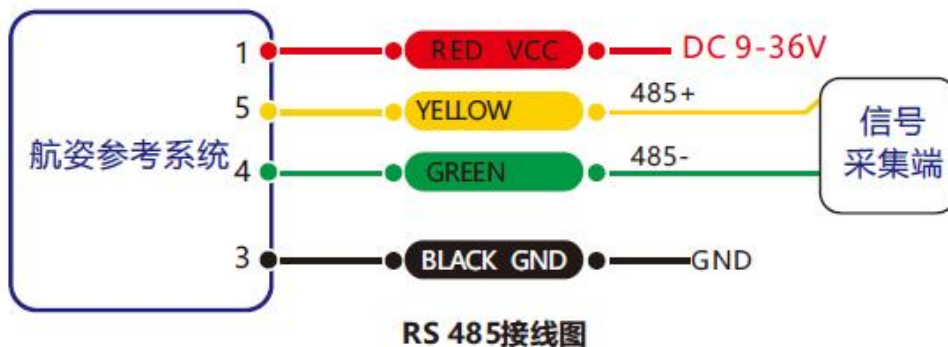 1 RED VCC DC 9-36V
5 YELLOW 485+
航姿参考系统
4 GREEN 485-
信号
采集端
3 BLACK GND GND
RS 485接线图